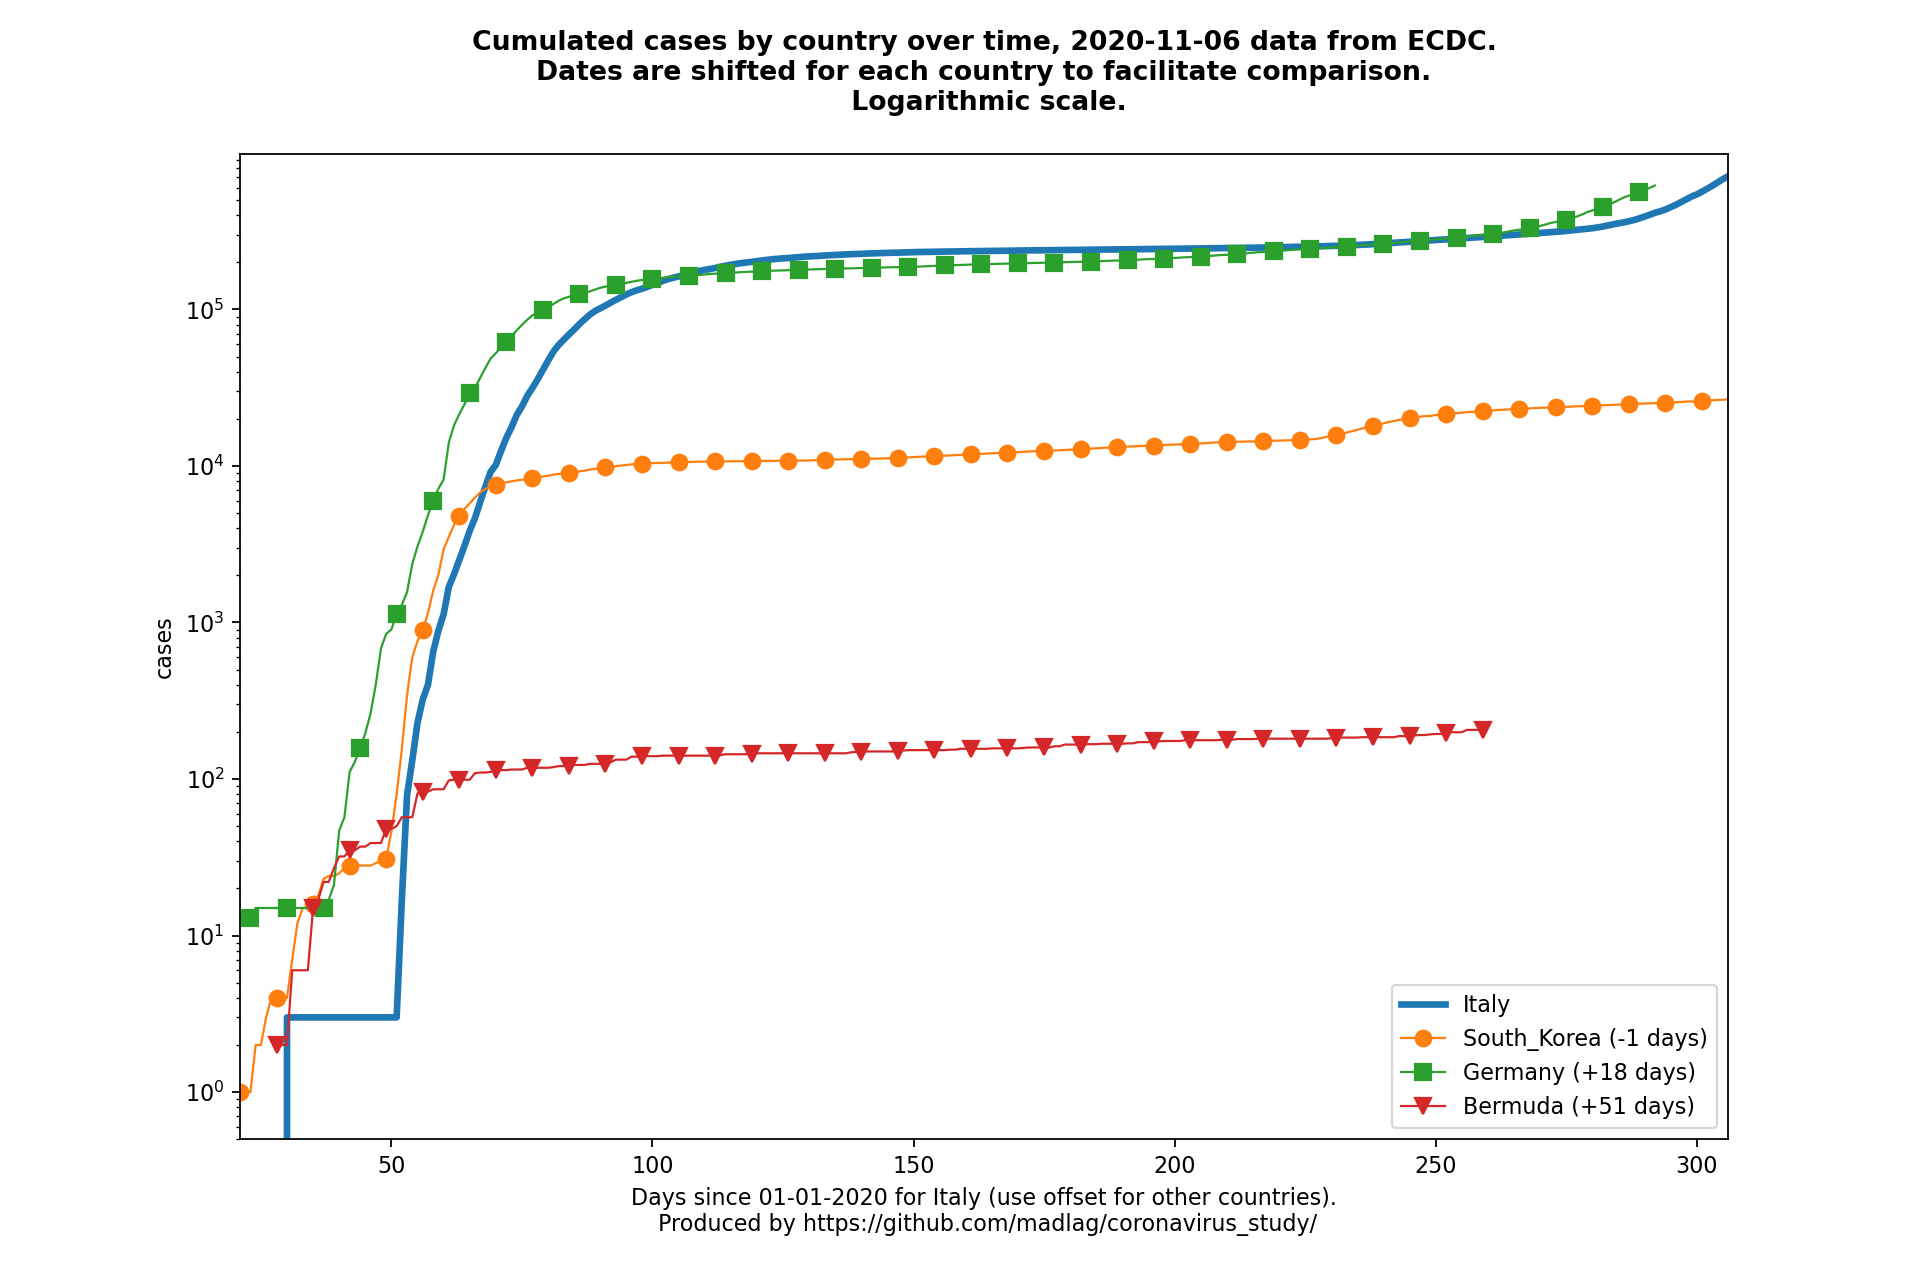 Cumulated cases by country over time, 2020-11-06 data from ECDC.
Dates are shifted for each country to facilitate comparison.
Logarithmic scale.
cases
10^5
10^4
10^3
10^2
10^1
10^0
Italy
South_Korea (-1 days)
Germany (+18 days)
Bermuda (+51 days)
50 100 150 200 250 300
Days since 01-01-2020 for Italy (use offset for other countries).
Produced by https://github.com/madlag/coronavirus_study/